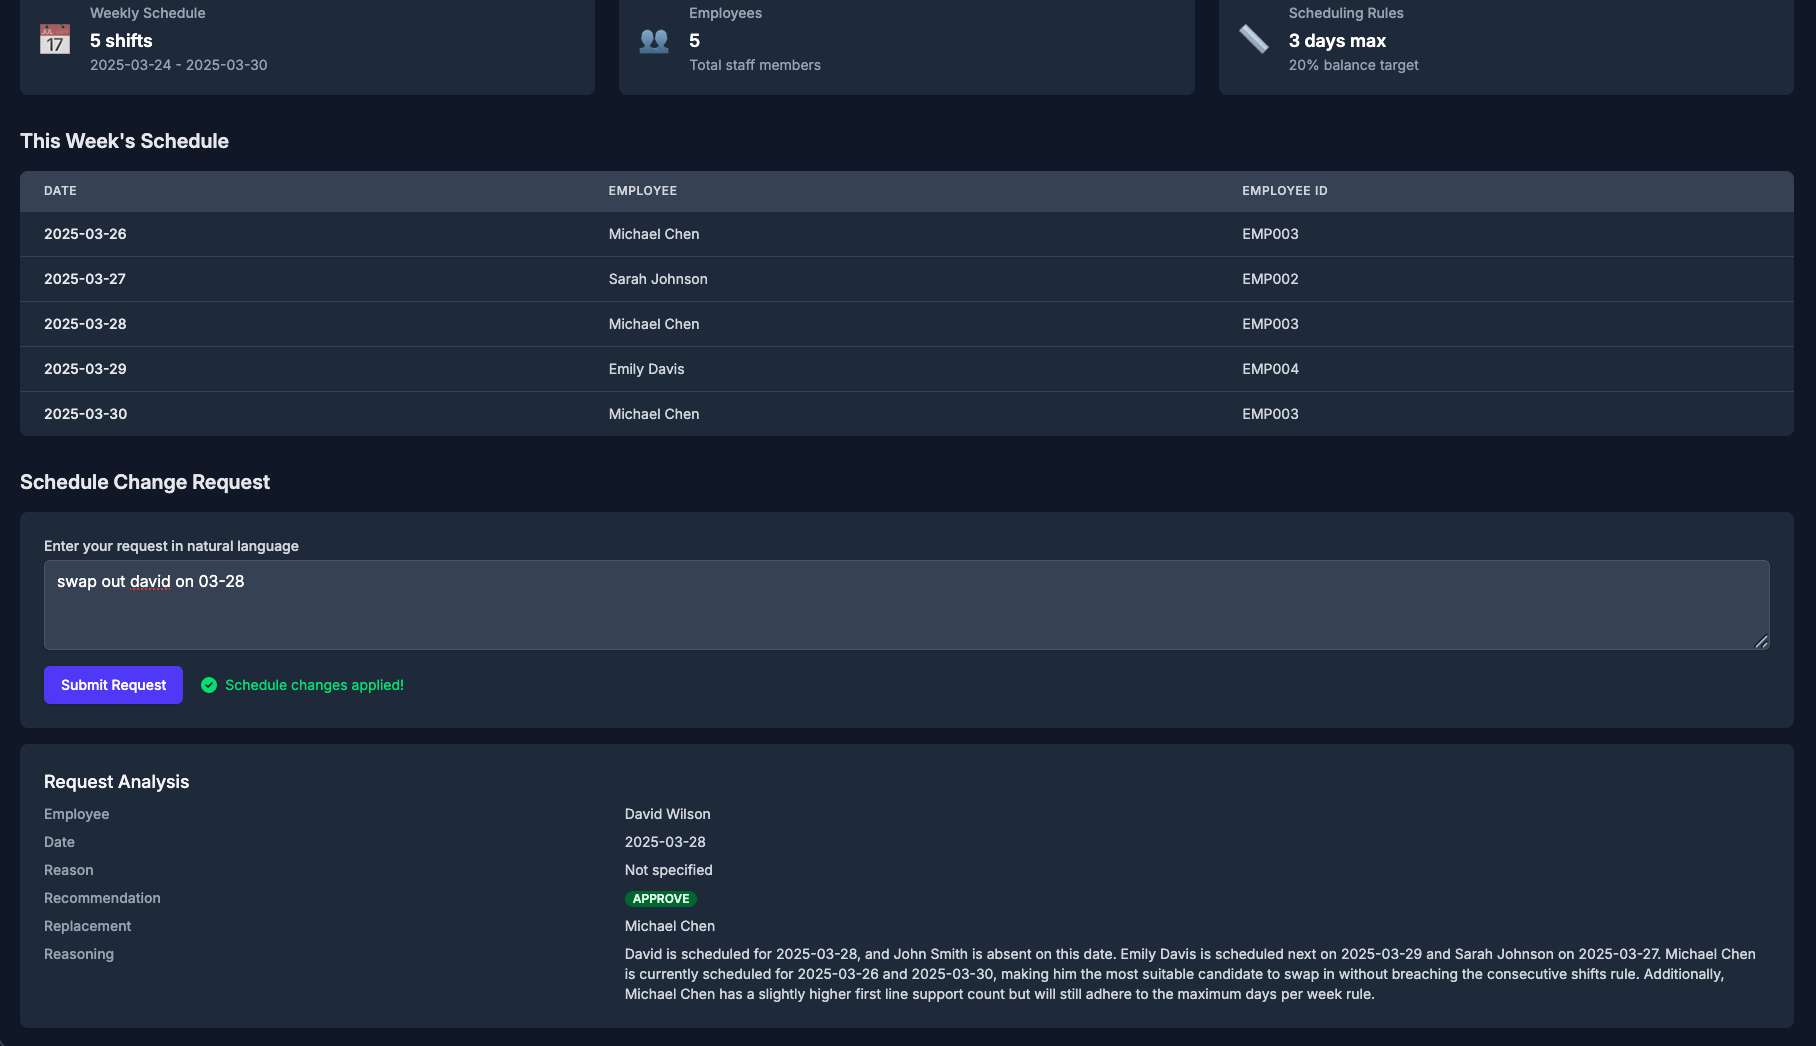 Weekly Schedule
JUL
17
5 shifts
2025-03-24 - 2025-03-30
Employees
5
Total staff members
Scheduling Rules
3 days max
20% balance target
This Week's Schedule
DATE EMPLOYEE EMPLOYEE ID
2025-03-26 Michael Chen EMP003
2025-03-27 Sarah Johnson EMP002
2025-03-28 Michael Chen EMP003
2025-03-29 Emily Davis EMP004
2025-03-30 Michael Chen EMP003
Schedule Change Request
Enter your request in natural language
swap out david on 03-28
Submit Request
Schedule changes applied!
Request Analysis
Employee David Wilson
Date 2025-03-28
Reason Not specified
Recommendation APPROVE
Replacement Michael Chen
Reasoning David is scheduled for 2025-03-28, and John Smith is absent on this date. Emily Davis is scheduled next on 2025-03-29 and Sarah Johnson on 2025-03-27. Michael Chen
is currently scheduled for 2025-03-26 and 2025-03-30, making him the most suitable candidate to swap in without breaching the consecutive shifts rule. Additionally,
Michael Chen has a slightly higher first line support count but will still adhere to the maximum days per week rule.